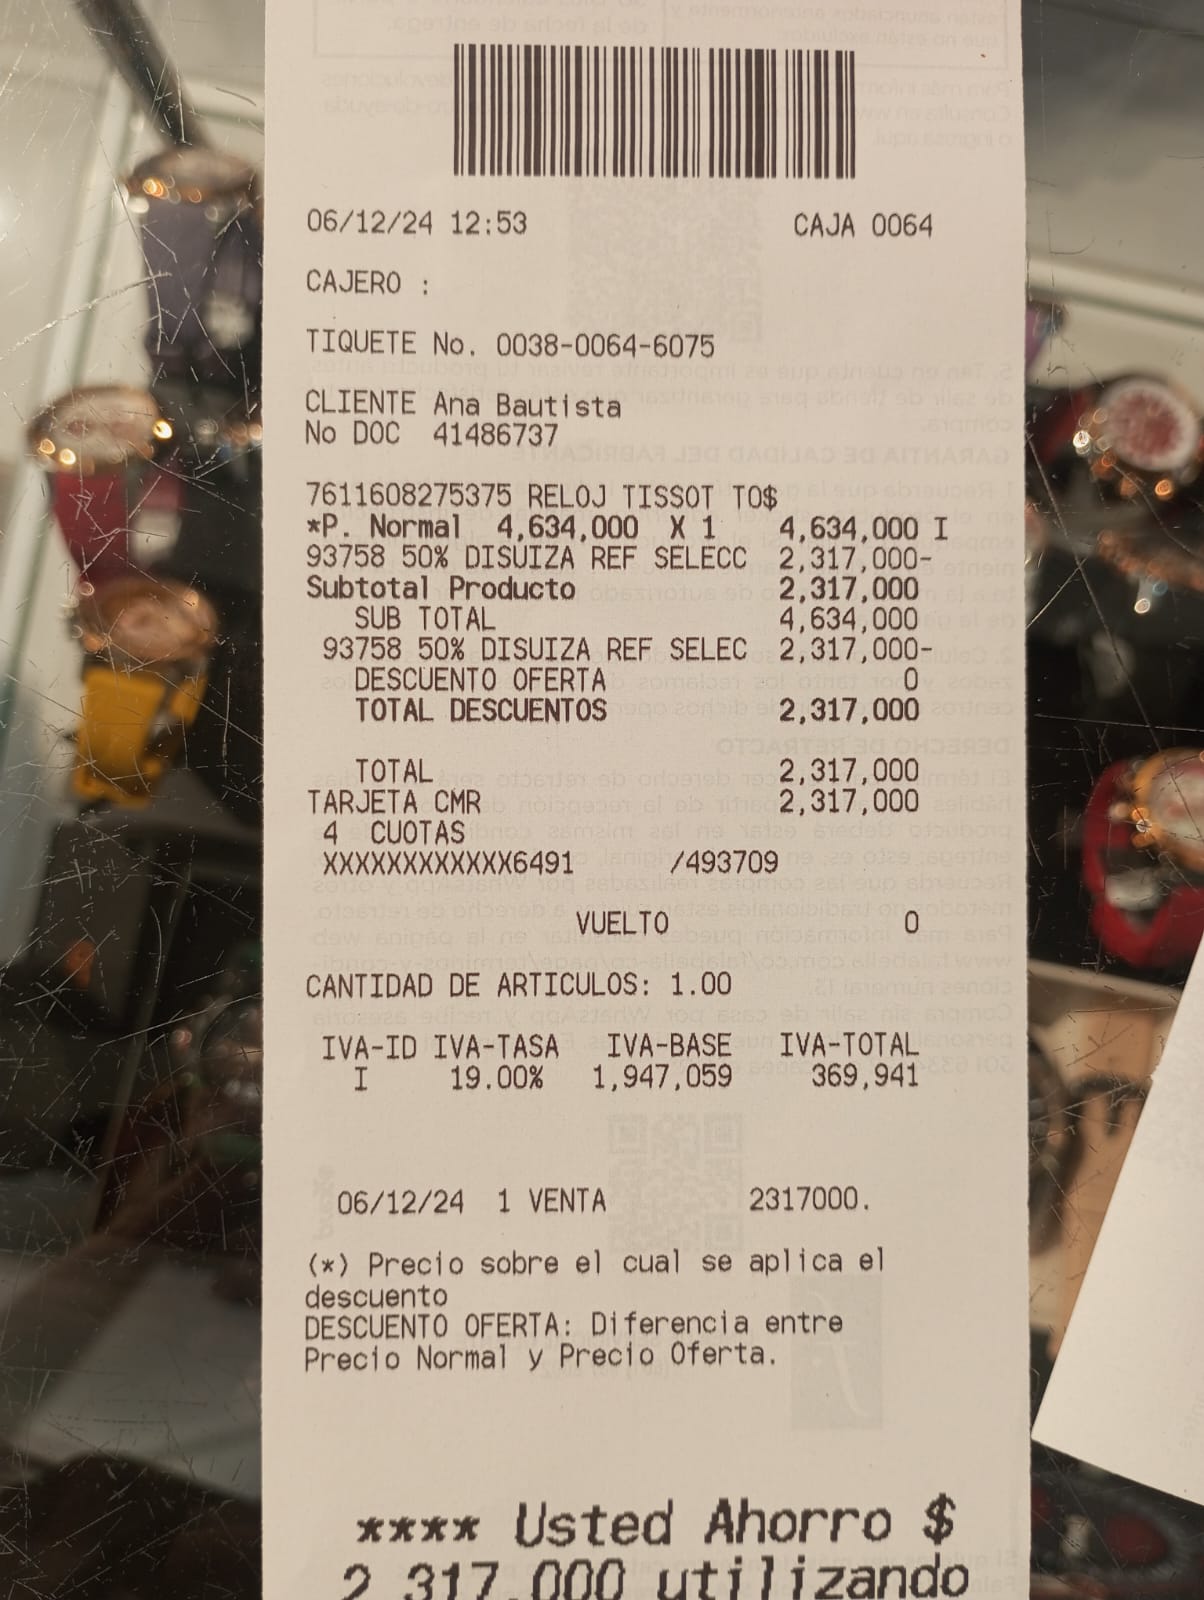 06/12/24 12:53 CAJA 0064
CAJERO :
TIQUETE No. 0038-0064-6075
CLIENTE Ana Bautista
No DOC 41486737
7611608275375 RELOJ TISSOT TO$
*P. Normal 4,634,000 X 1 4,634,000 I
93758 50% DISUIZA REF SELECC 2,317,000-
Subtotal Producto 2,317,000
SUB TOTAL 4,634,000
93758 50% DISUIZA REF SELEC 2,317,000-
DESCUENTO OFERTA 0
TOTAL DESCUENTOS 2,317,000
TOTAL 2,317,000
TARJETA CMR 2,317,000
4 CUOTAS
XXXXXXXXXXXX6491 /493709
VUELTO 0
CANTIDAD DE ARTICULOS: 1.00
IVA-ID IVA-TASA IVA-BASE IVA-TOTAL
I 19.00% 1,947,059 369,941
06/12/24 1 VENTA 2317000.
(*) Precio sobre el cual se aplica el
descuento
DESCUENTO OFERTA: Diferencia entre
Precio Normal y Precio Oferta.
**** Usted Ahorro $
2,317,000 utilizando